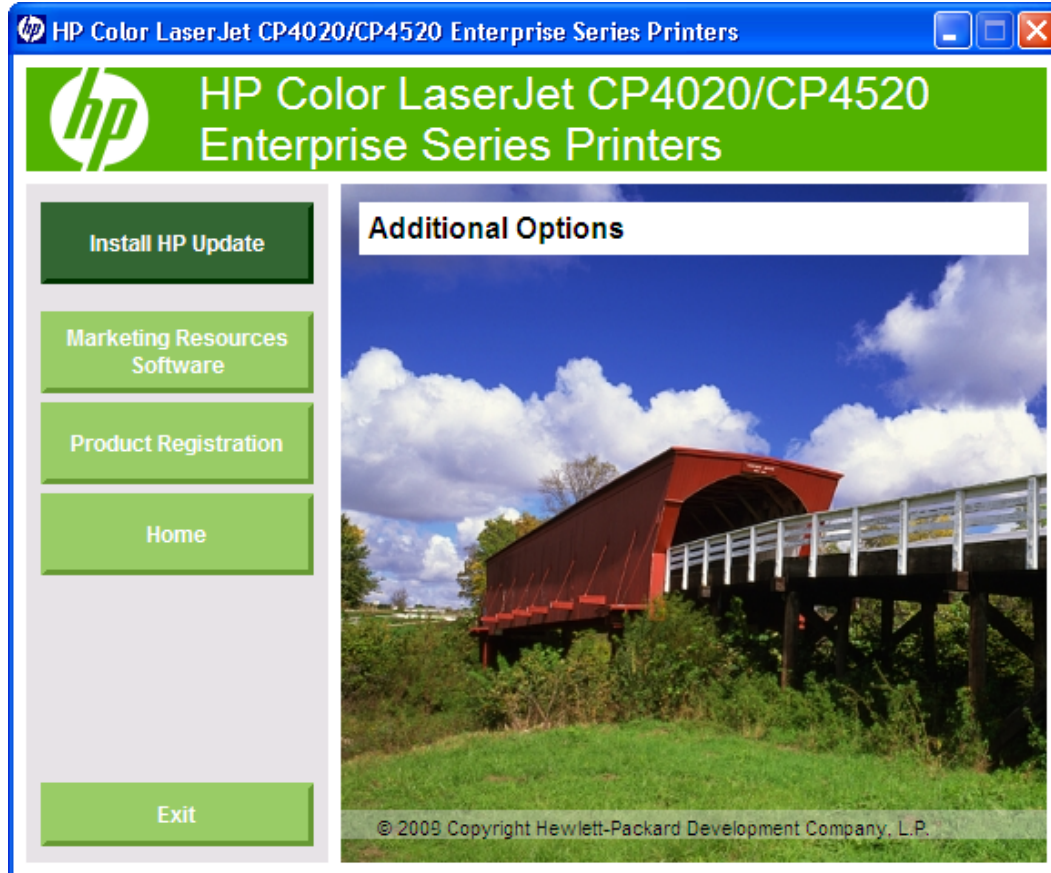 HP Color LaserJet CP4020/CP4520 Enterprise Series Printers
hp
HP Color LaserJet CP4020/CP4520
Enterprise Series Printers
Install HP Update
Marketing Resources
Software
Product Registration
Home
Exit
Additional Options
© 2009 Copyright Hewlett-Packard Development Company, L.P.